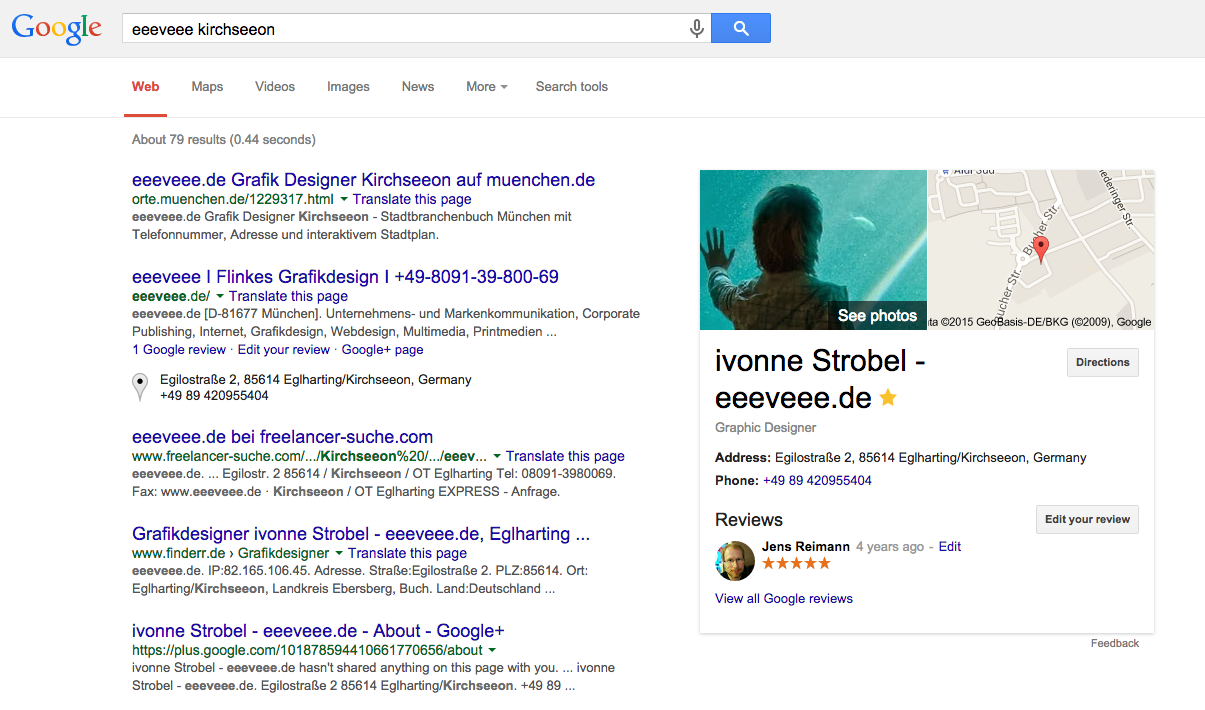 Google
eeeveee kirchseeon
Web Maps Videos Images News More Search tools
About 79 results (0.44 seconds)
eeeveee.de Grafik Designer Kirchseeon auf muenchen.de
orte.muenchen.de/1229317.html Translate this page
eeeveee.de Grafik Designer Kirchseeon - Stadtbranchenbuch München mit
Telefonnummer, Adresse und interaktivem Stadtplan.
eeeveee I Flinkes Grafikdesign I +49-8091-39-800-69
eeeveee.de/ Translate this page
eeeveee.de [D-81677 München]. Unternehmens- und Markenkommunikation, Corporate
Publishing, Internet, Grafikdesign, Webdesign, Multimedia, Printmedien ...
1 Google review · Edit your review · Google+ page
Egilostraße 2, 85614 Eglharting/Kirchseeon, Germany
+49 89 420955404
eeeveee.de bei freelancer-suche.com
www.freelancer-suche.com/.../Kirchseeon%20/.../eeev... Translate this page
eeeveee.de. ... Egilostr. 2 85614 / Kirchseeon / OT Eglharting Tel: 08091-3980069.
Fax: www.eeeveee.de · Kirchseeon / OT Eglharting EXPRESS - Anfrage.
Grafikdesigner ivonne Strobel - eeeveee.de, Eglharting ...
www.finderr.de › Grafikdesigner Translate this page
eeeveee.de. IP:82.165.106.45. Adresse. Straße:Egilostraße 2. PLZ:85614. Ort:
Eglharting/Kirchseeon, Landkreis Ebersberg, Buch. Land:Deutschland ...
ivonne Strobel - eeeveee.de - About - Google+
https://plus.google.com/101878594410661770656/about
ivonne Strobel - eeeveee.de hasn't shared anything on this page with you. ... ivonne
Strobel - eeeveee.de. Egilostraße 2 85614 Eglharting/Kirchseeon. +49 89 ...
See photos
Aldi Süd
Bucher Str.
Bucher Str.
ederinger Str.
ta ©2015 GeoBasis-DE/BKG (©2009), Google
ivonne Strobel -
eeeveee.de
Directions
Graphic Designer
Address: Egilostraße 2, 85614 Eglharting/Kirchseeon, Germany
Phone: +49 89 420955404
Reviews
Edit your review
Jens Reimann 4 years ago - Edit
View all Google reviews
Feedback